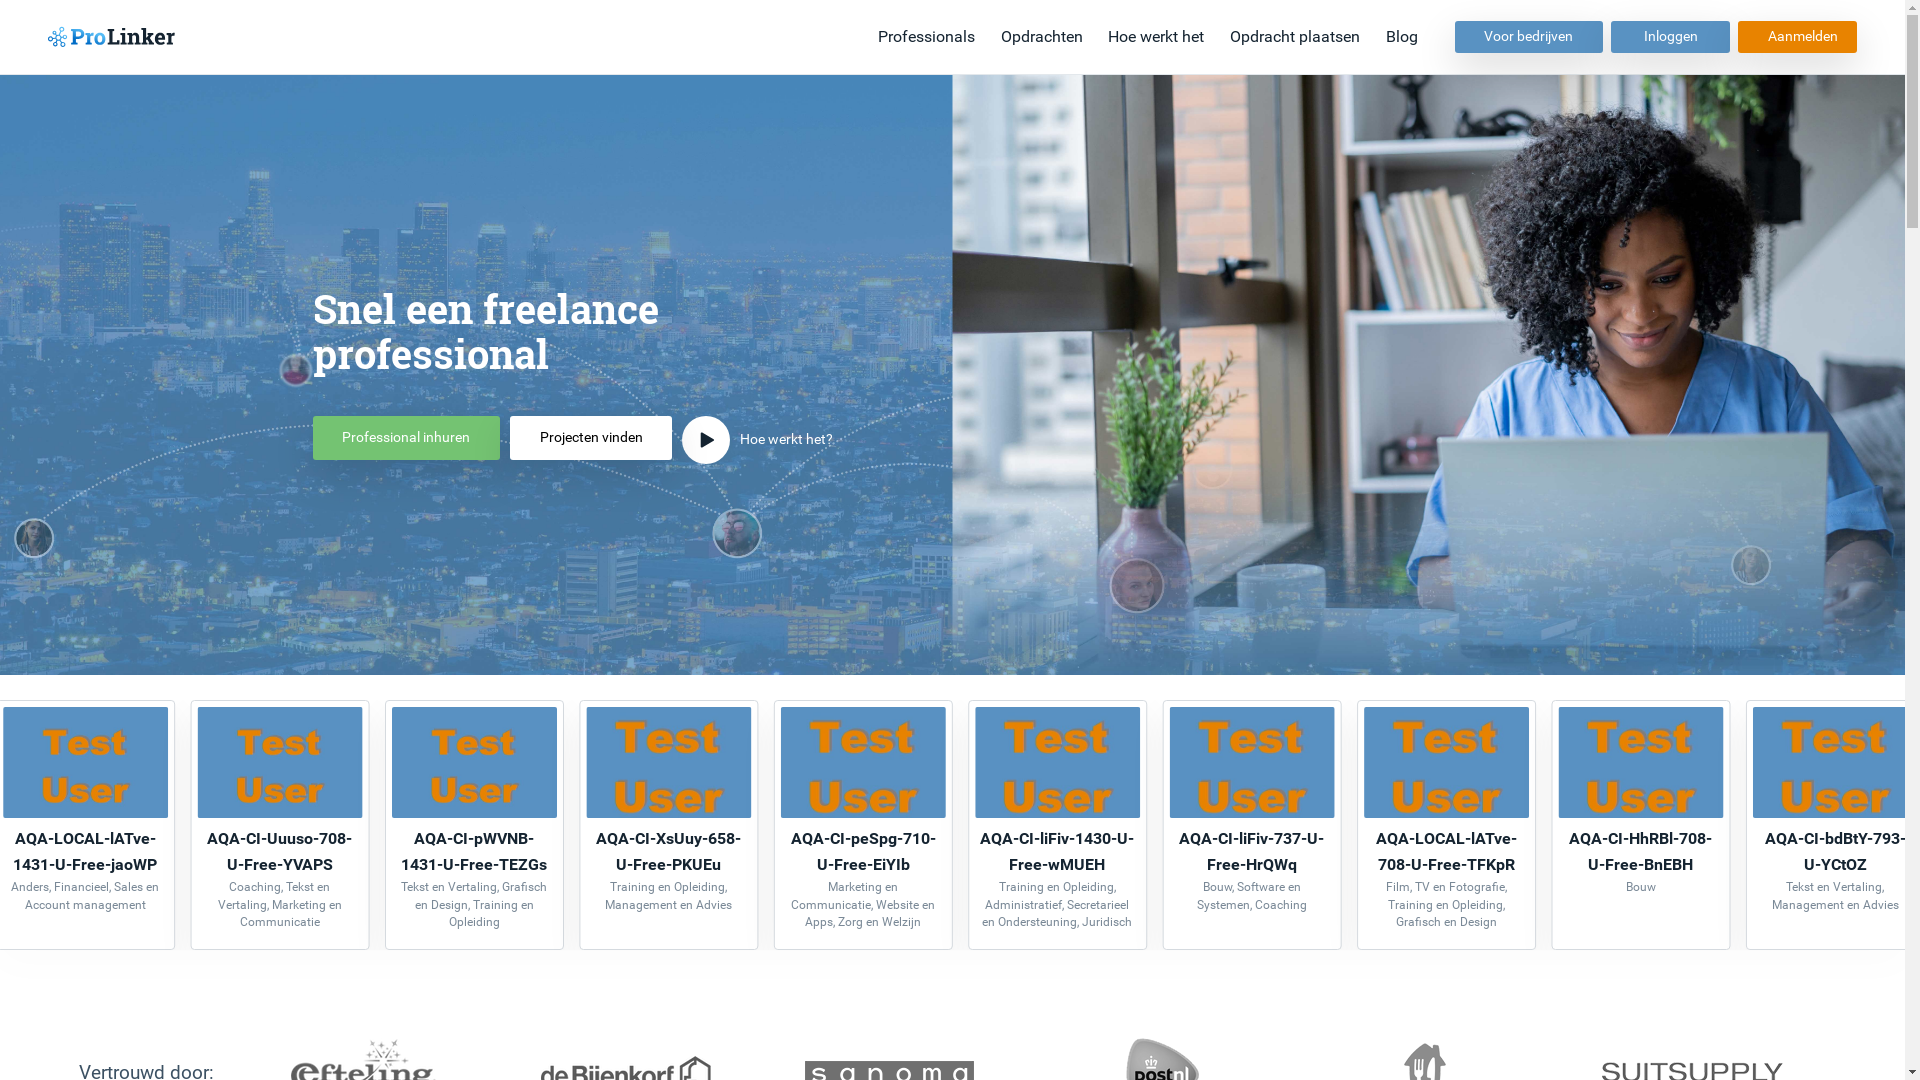 ProLinker
Professionals
Opdrachten
Hoe werkt het
Opdracht plaatsen
Blog
Voor bedrijven
Inloggen
Aanmelden
Snel een freelance
professional
Professional inhuren
Projecten vinden
Hoe werkt het?
Test
User
AQA-LOCAL-lATve-
1431-U-Free-jaoWP
Anders, Financieel, Sales en
Account management
Test
User
AQA-CI-Uuuso-708-
U-Free-YVAPS
Coaching, Tekst en
Vertaling, Marketing en
Communicatie
Test
User
AQA-CI-pWVNB-
1431-U-Free-TEZGs
Tekst en Vertaling, Grafisch
en Design, Training en
Opleiding
Test
User
AQA-CI-XsUuy-658-
U-Free-PKUEu
Training en Opleiding,
Management en Advies
Test
User
AQA-CI-peSpg-710-
U-Free-EiYIb
Marketing en
Communicatie, Website en
Apps, Zorg en Welzijn
Test
User
AQA-CI-liFiv-1430-U-
Free-wMUEH
Training en Opleiding,
Administratief, Secretarieel
en Ondersteuning, Juridisch
Test
User
AQA-CI-liFiv-737-U-
Free-HrQWq
Bouw, Software en
Systemen, Coaching
Test
User
AQA-LOCAL-lATve-
708-U-Free-TFKpR
Film, TV en Fotografie,
Training en Opleiding,
Grafisch en Design
Test
User
AQA-CI-HhRBl-708-
U-Free-BnEBH
Bouw
Test
User
AQA-CI-bdBtY-793-
U-YCtOZ
Tekst en Vertaling,
Management en Advies
Vertrouwd door:
efteling
de Bijenkorf
sanoma
postnl
SUITSUPPLY